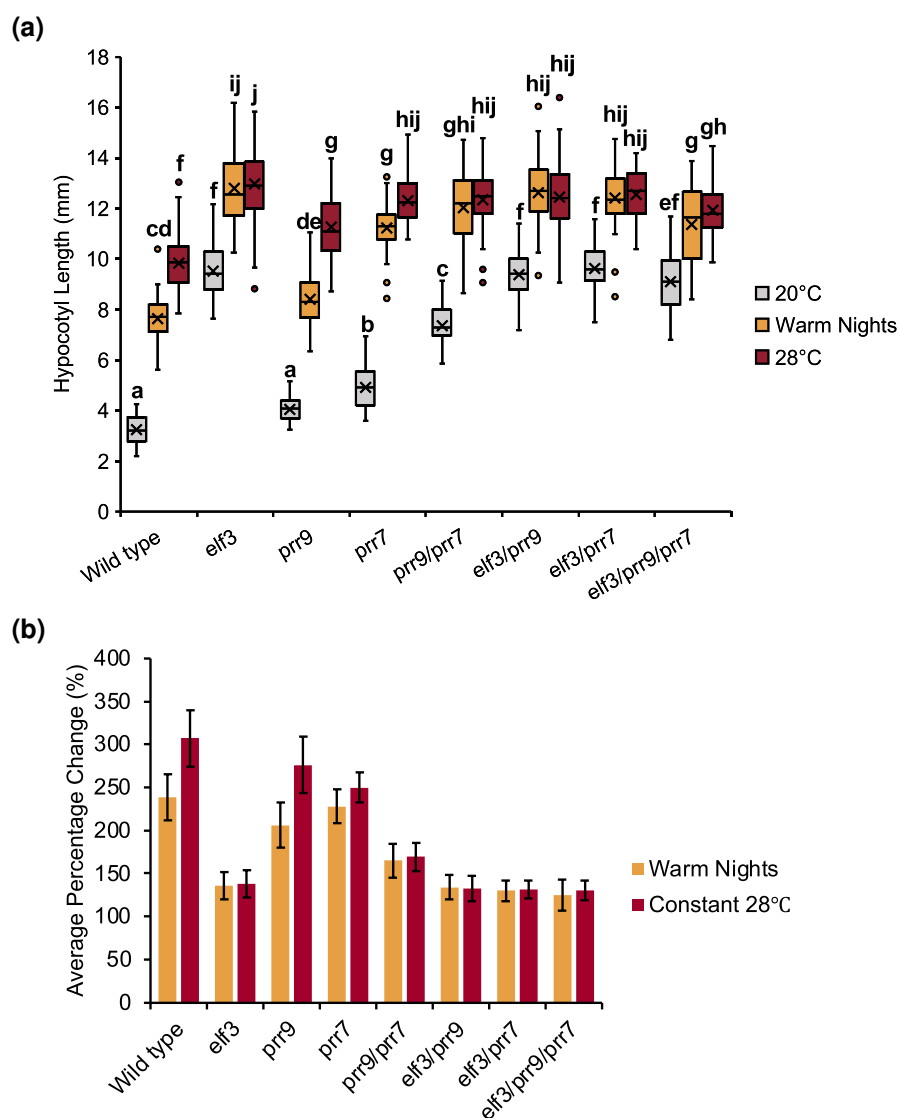 (a)
Hypocotyl Length (mm)
18
16
14
12
10
8
6
4
2
0
a
cd
f
f
ij
j
a
de
g
b
g
hij
c
ghi
hij
f
hij
hij
f
hij
hij
ef
g
gh
20°C
Warm Nights
28°C
Wild type
elf3
prr9
prr7
prr9/prr7
elf3/prr9
elf3/prr7
elf3/prr9/prr7
(b)
Average Percentage Change (%)
400
350
300
250
200
150
100
50
0
Warm Nights
Constant 28°C
Wild type
elf3
prr9
prr7
prr9/prr7
elf3/prr9
elf3/prr7
elf3/prr9/prr7